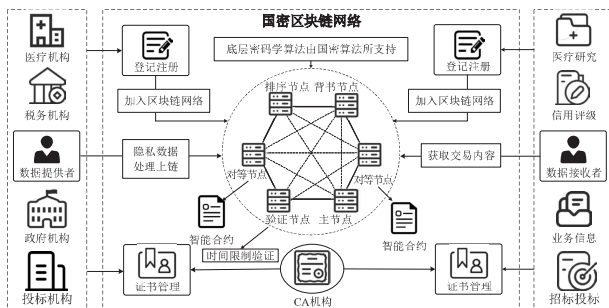 国密区块链网络
医疗机构
税务机构
数据提供者
政府机构
投标机构
登记注册
加入区块链网络
隐私数据
处理上链
底层密码学算法由国密算法所支持
排序节点 背书节点
对等节点
对等节点
验证节点 主节点
智能合约
智能合约
时间限制验证
证书管理
CA机构
证书管理
登记注册
加入区块链网络
获取交易内容
医疗研究
信用评级
数据接收者
业务信息
招标投标